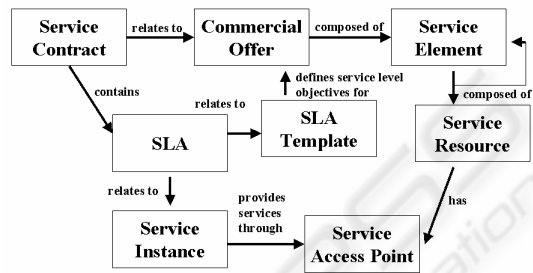 Service
Contract
relates to
Commercial
Offer
composed of
Service
Element
contains
defines service level
objectives for
composed of
relates to
SLA
SLA
Template
Service
Resource
relates to
provides
services
through
has
Service
Instance
Service
Access Point